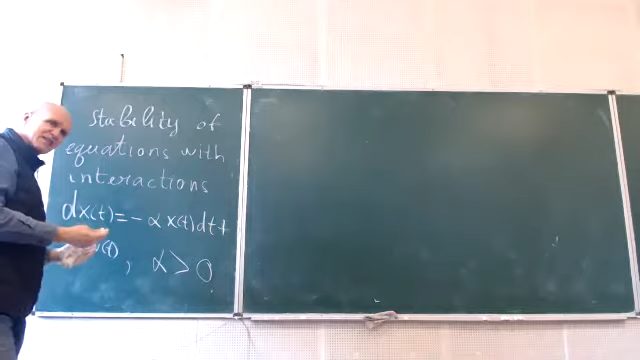 stability of
equations with
interactions
dx(t)=-αx(t)dt+
(t), α>0